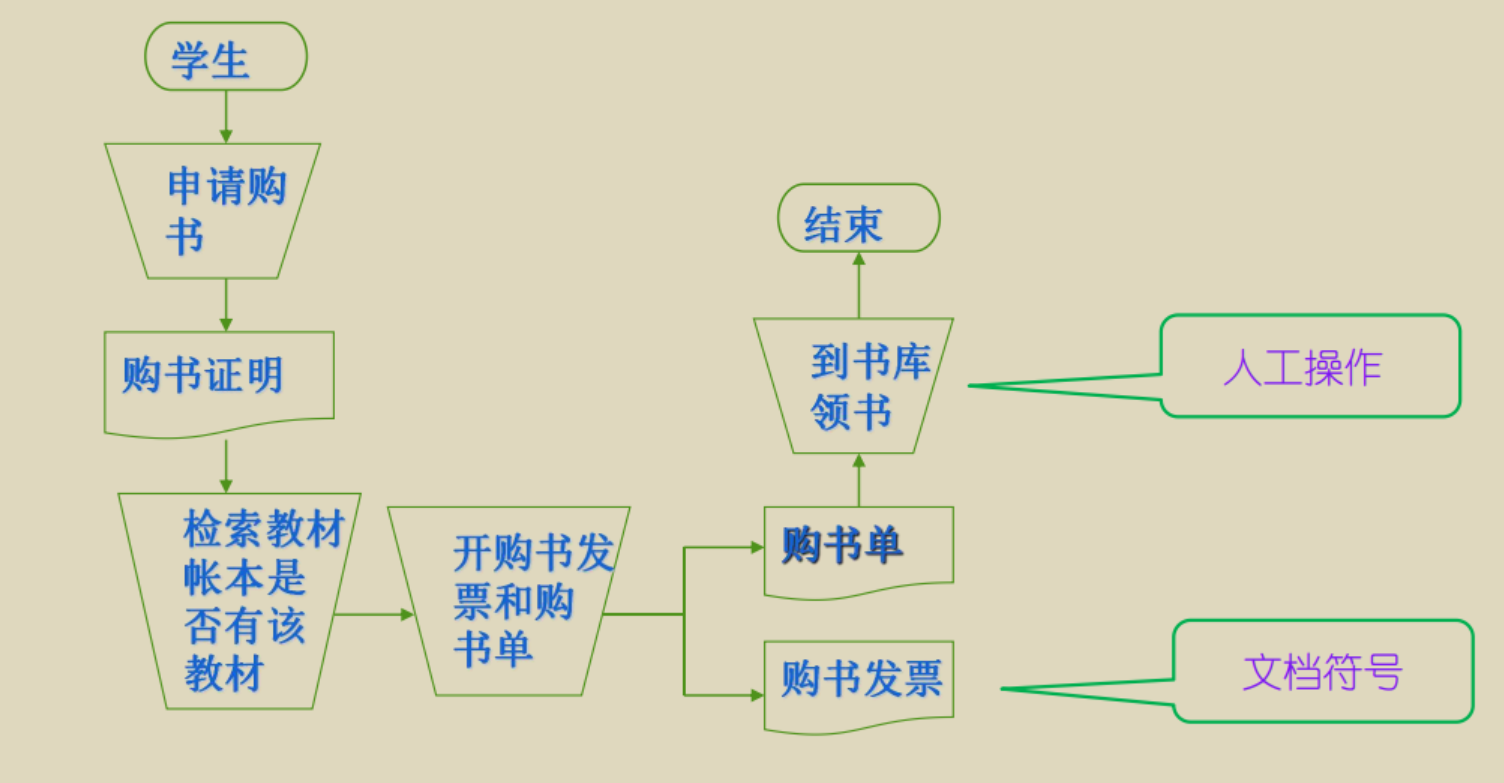 学生
申请购
书
购书证明
检索教材
帐本是
否有该
教材
开购书发
票和购
书单
购书单
购书发票
到书库
领书
结束
人工操作
文档符号